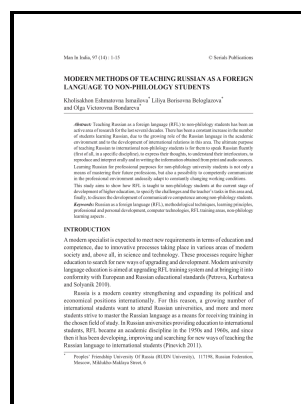 Man In India, 97 (14) : 1-15 © Serials Publications
MODERN METHODS OF TEACHING RUSSIAN AS A FOREIGN
LANGUAGE TO NON-PHILOLOGY STUDENTS
Kholisakhon Eshmatovna Ismailova* Liliya Borisovna Beloglazova*
and Olga Victorovna Bondareva*
Abstract: Teaching Russian as a foreign language (RFL) to non-philology students has been an
active area of research for the last several decades. There has been a constant increase in the number
of students learning Russian, due to the growing role of the Russian language in the academic
environment and to the development of international relations in this area. The ultimate purpose
of teaching Russian to international non-philology students is for them to speak Russian fluently
(first of all, in a specific discipline), to express their thoughts, to understand their interlocutors, to
reproduce and interpret orally and in writing the information obtained from print and audio sources.
Learning Russian for professional purposes for non-philology students is not only a
means of mastering their future profession, but also a possibility to competently communicate
in the professional environment and easily adapt to constantly changing working conditions.
This study aims to show how RFL is taught to non-philology students at the current stage of
development of higher education, to specify the challenges and the teacher's tasks in this area and,
finally, to discuss the development of communicative competence among non-philology students.
Keywords: Russian as a foreign language (RFL), methodological techniques, learning principles,
professional and personal development, computer technologies, RFL training areas, non-philology
learning aspects.
INTRODUCTION
A modern specialist is expected to meet new requirements in terms of education and
competence, due to innovative processes taking place in various areas of modern
society and, above all, in science and technology. These processes require higher
education to search for new ways of upgrading and development. Modern university
language education is aimed at upgrading RFL training system and at bringing it into
conformity with European and Russian educational standards (Petrova, Kurbatova
and Solyanik 2010).
Russia is a modern country strengthening and expanding its political and
economical positions internationally. For this reason, a growing number of
international students want to attend Russian universities, and more and more
students strive to master the Russian language as a means for receiving training in
the chosen field of study. In Russian universities providing education to international
students, RFL became an academic discipline in the 1950s and 1960s, and since
then it has been developing, improving and searching for new ways of teaching the
Russian language to international students (Pinevich 2011).
* Peoples' Friendship University Of Russia (RUDN University), 117198, Russian Federation,
Moscow, Miklukho-Maklaya Street, 6